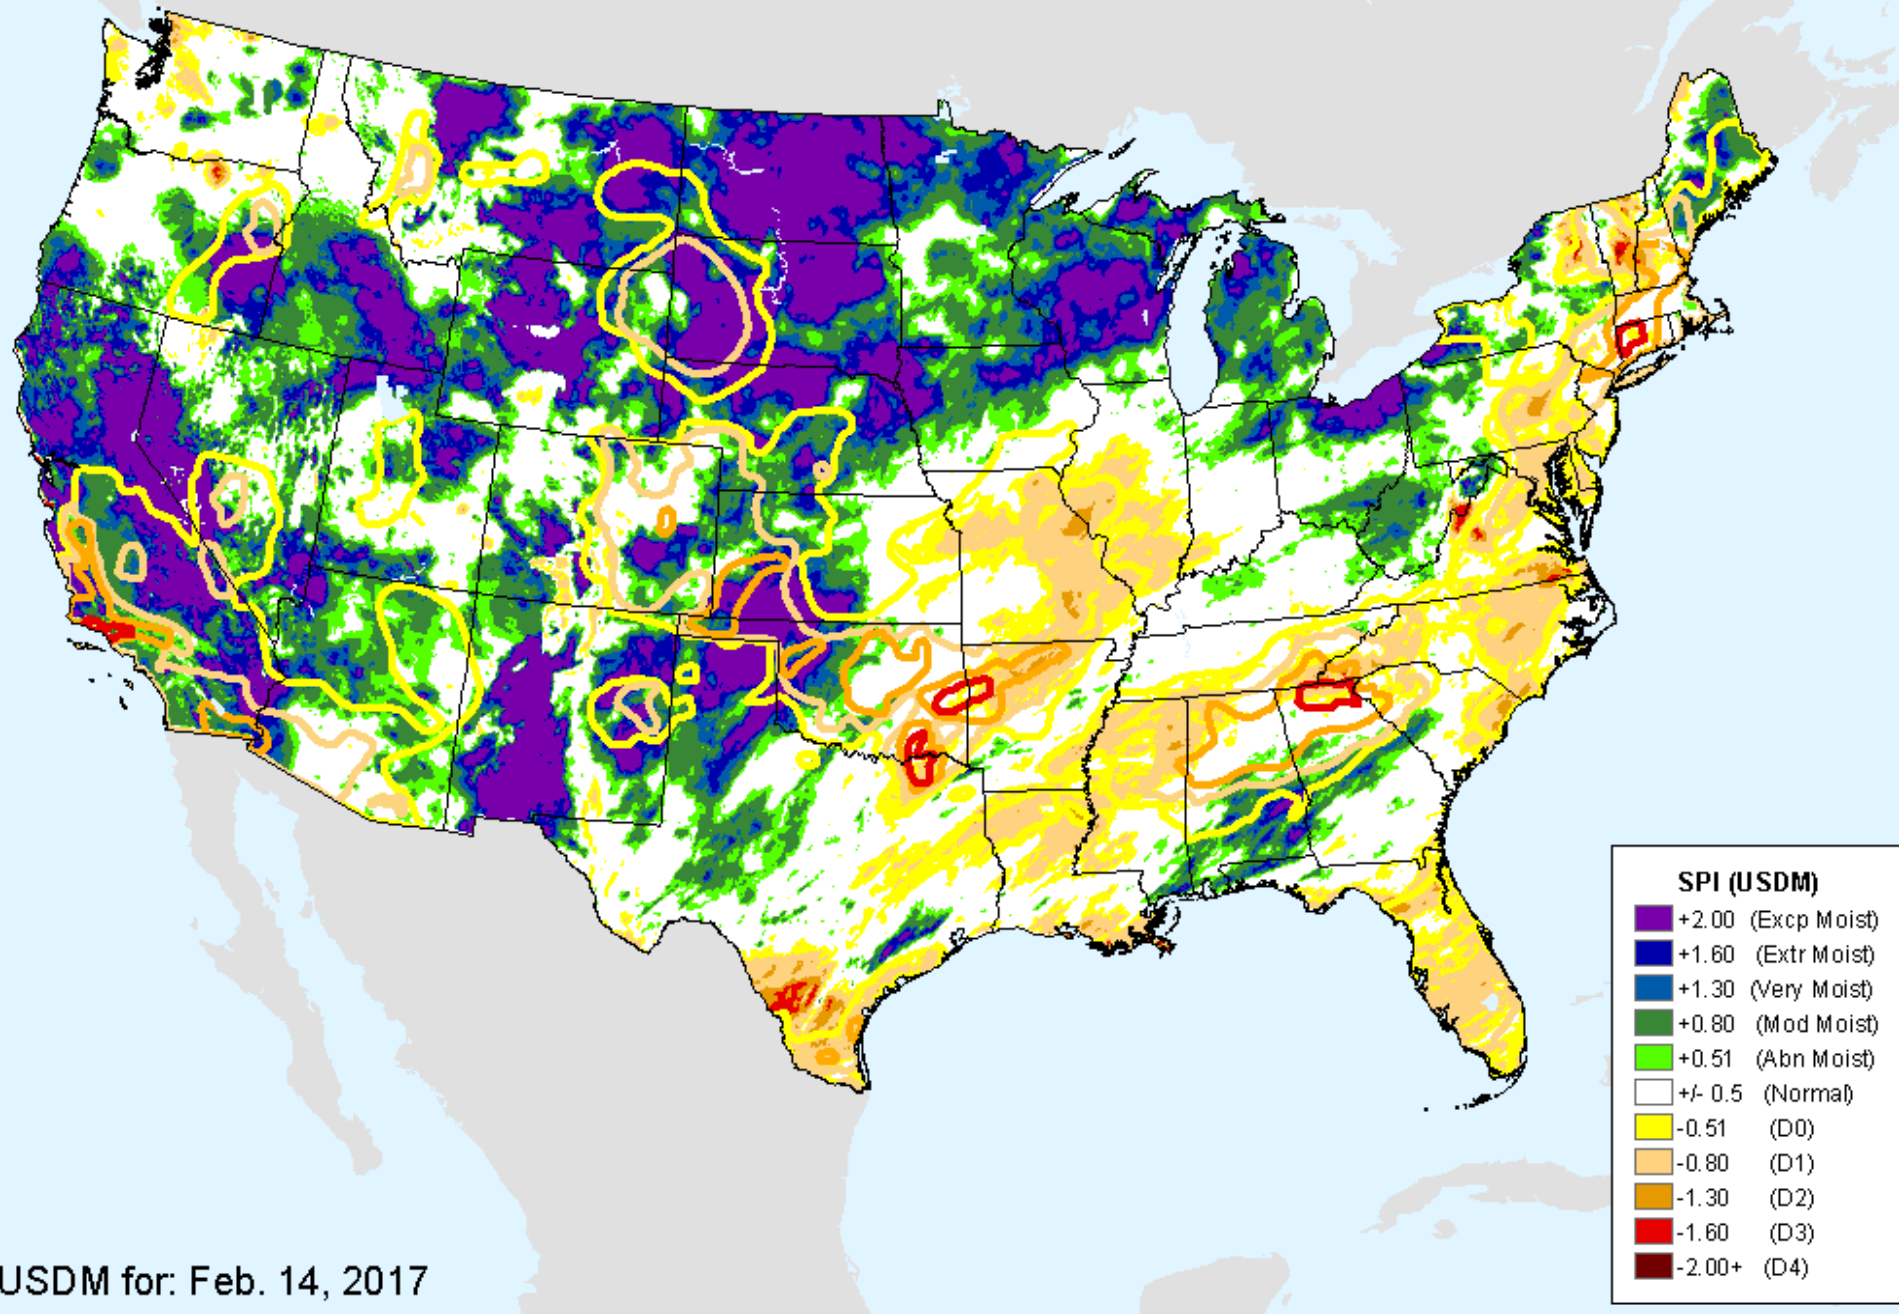 SPI (USDM)
+2.00 (Excp Moist)
+1.60 (Extr Moist)
+1.30 (Very Moist)
+0.80 (Mod Moist)
+0.51 (Abn Moist)
+/- 0.5 (Normal)
-0.51 (D0)
-0.80 (D1)
-1.30 (D2)
-1.60 (D3)
-2.00+ (D4)
USDM for: Feb. 14, 2017